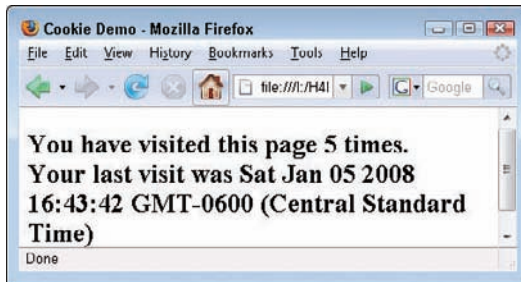 Cookie Demo - Mozilla Firefox
File Edit View History Bookmarks Tools Help
file:///I:/H4I G Google
You have visited this page 5 times.
Your last visit was Sat Jan 05 2008
16:43:42 GMT-0600 (Central Standard
Time)
Done